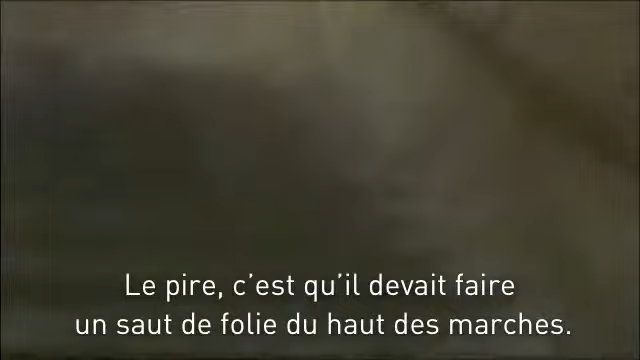 Le pire, c’est qu’il devait faire
un saut de folie du haut des marches.